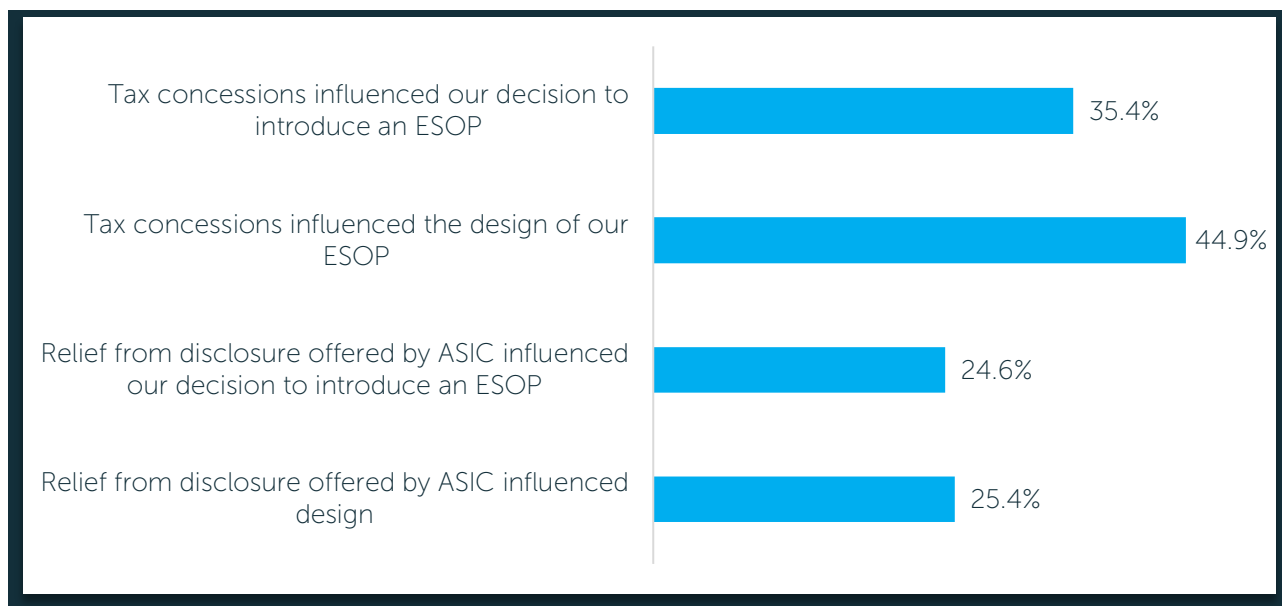 Tax concessions influenced our decision to
introduce an ESOP
35.4%
Tax concessions influenced the design of our
ESOP
44.9%
Relief from disclosure offered by ASIC influenced
our decision to introduce an ESOP
24.6%
Relief from disclosure offered by ASIC influenced
design
25.4%